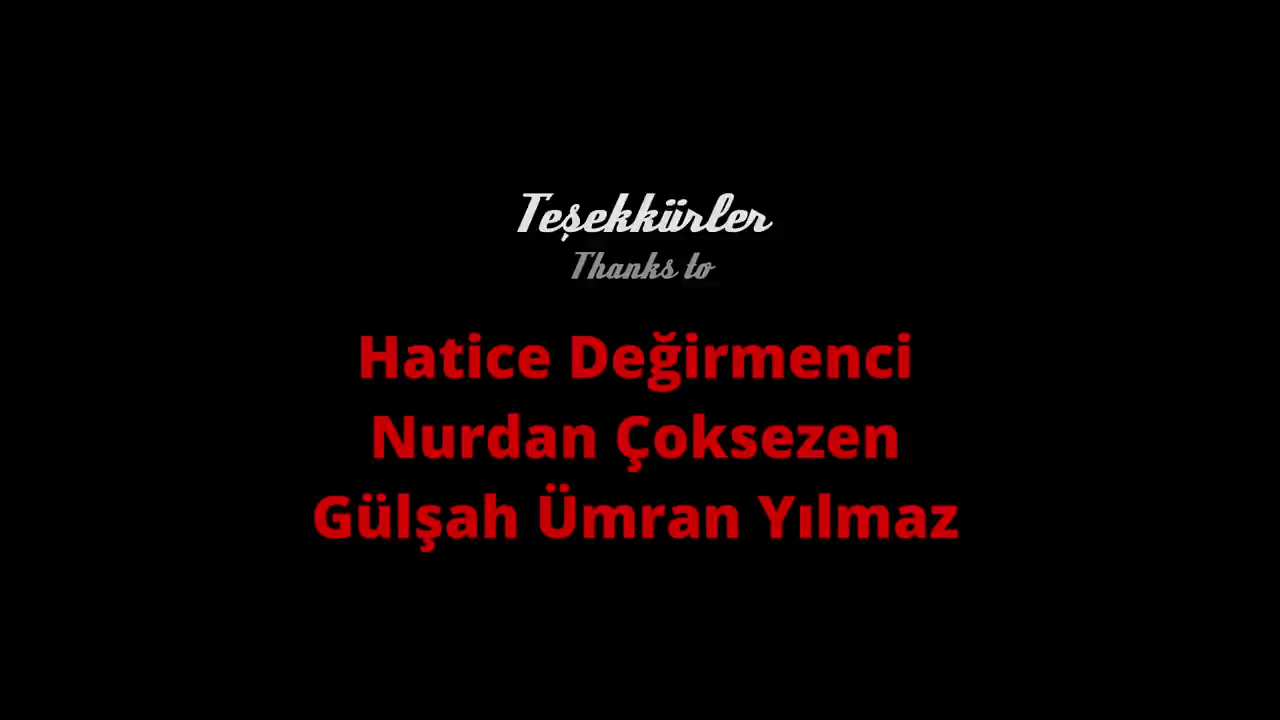 Teşekkürler
Thanks to
Hatice Değirmenci
Nurdan Çoksezen
Gülşah Ümran Yılmaz